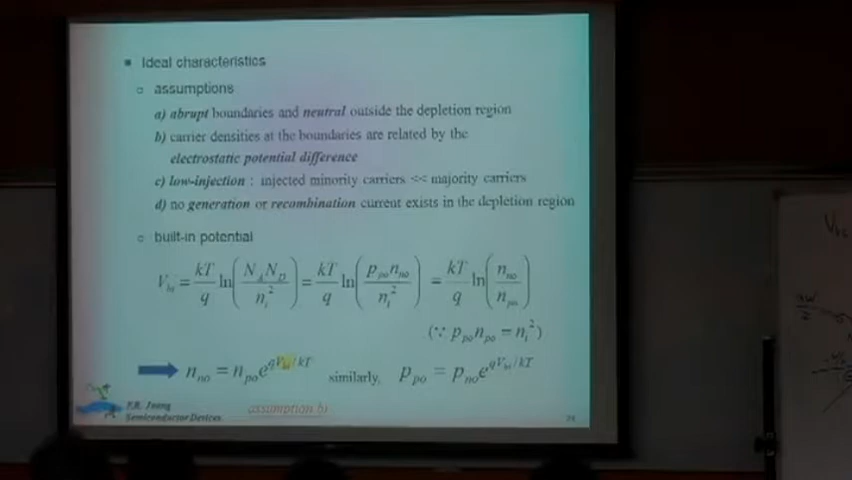 Ideal characteristics
assumptions
a) abrupt boundaries and neutral outside the depletion region
b) carrier densities at the boundaries are related by the
electrostatic potential difference
c) low-injection : injected minority carriers << majority carriers
d) no generation or recombination current exists in the depletion region
built-in potential
V_bi = kT/q ln(N_A N_D / n_i^2) = kT/q ln(p_po n_no / n_i^2) = kT/q ln(n_no / n_po)
(∵ p_po n_po = n_i^2)
n_no = n_po e^{qV_bi/kT} similarly, p_po = p_no e^{qV_bi/kT}
Semiconductor Devices
assumption b)